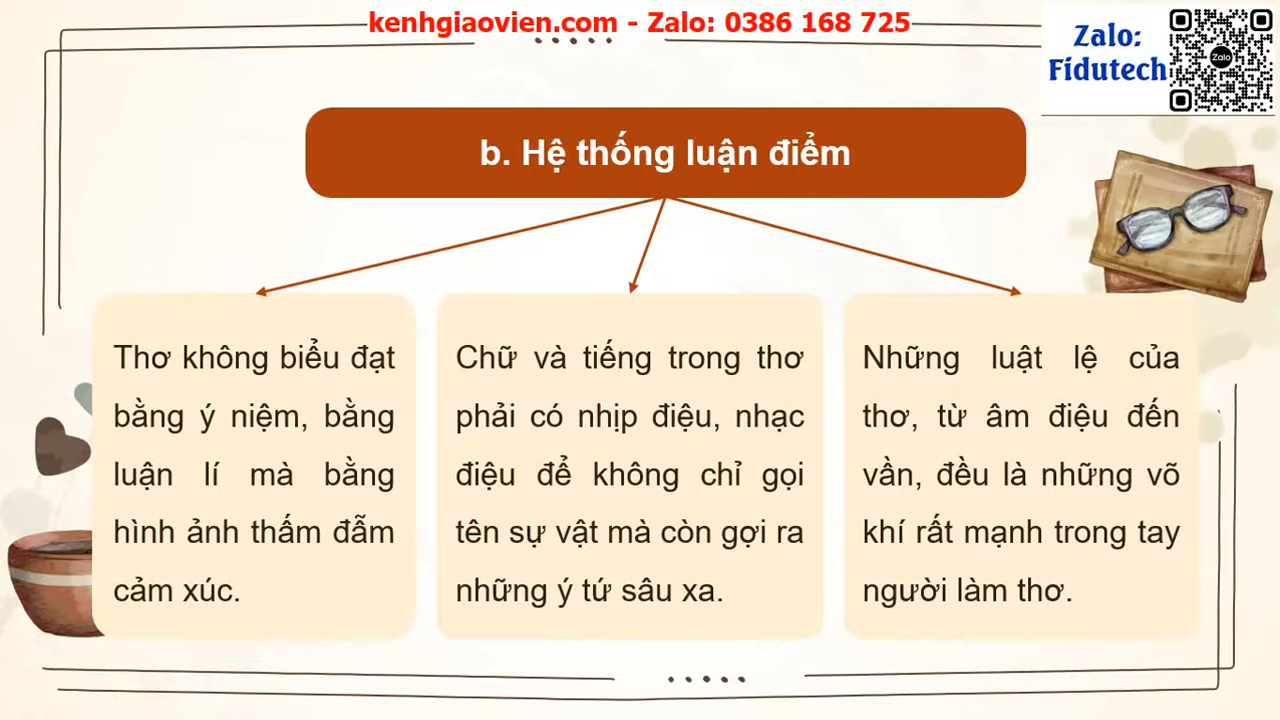 kenhgiaovien.com - Zalo: 0386 168 725
Zalo:
Fidutech
Zalo
b. Hệ thống luận điểm
Thơ không biểu đạt
bằng ý niệm, bằng
luận lí mà bằng
hình ảnh thấm đẫm
cảm xúc.
Chữ và tiếng trong thơ
phải có nhịp điệu, nhạc
điệu để không chỉ gọi
tên sự vật mà còn gợi ra
những ý tứ sâu xa.
Những luật lệ của
thơ, từ âm điệu đến
vần, đều là những võ
khí rất mạnh trong tay
người làm thơ.